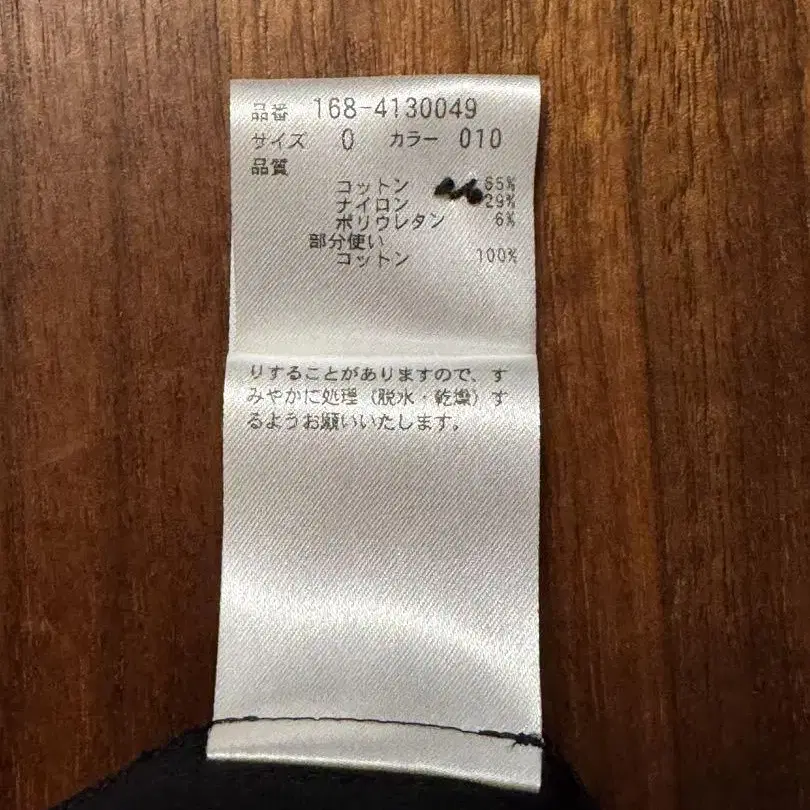 品番 168-4130049
サイズ 0 カラー 010
品質
コットン 65%
ナイロン 29%
ポリウレタン 6%
部分使い
コットン 100%
りすることがありますので、す
みやかに処理（脱水・乾燥）す
るようお願いいたします。